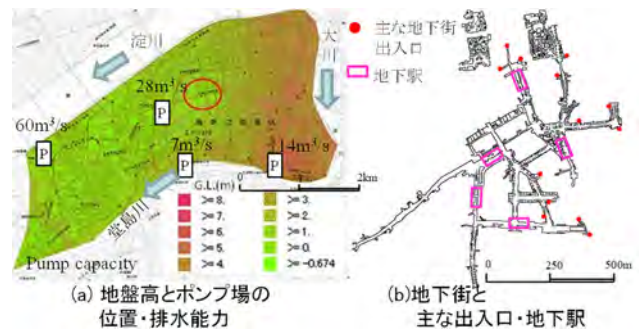 淀川
大川
28m³/s
P
60m³/s
P
7m³/s
P
14m³/s
P
0 1 2km
堂島川
G.L.(m)
>= 8.
>= 7.
>= 6.
>= 5.
>= 4.
>= 3.
>= 2.
>= 1.
>= 0.
>= -0.674
Pump capacity
(a) 地盤高とポンプ場の
位置・排水能力
主な地下街
出入口
地下駅
0 250 500m
(b)地下街と
主な出入口・地下駅